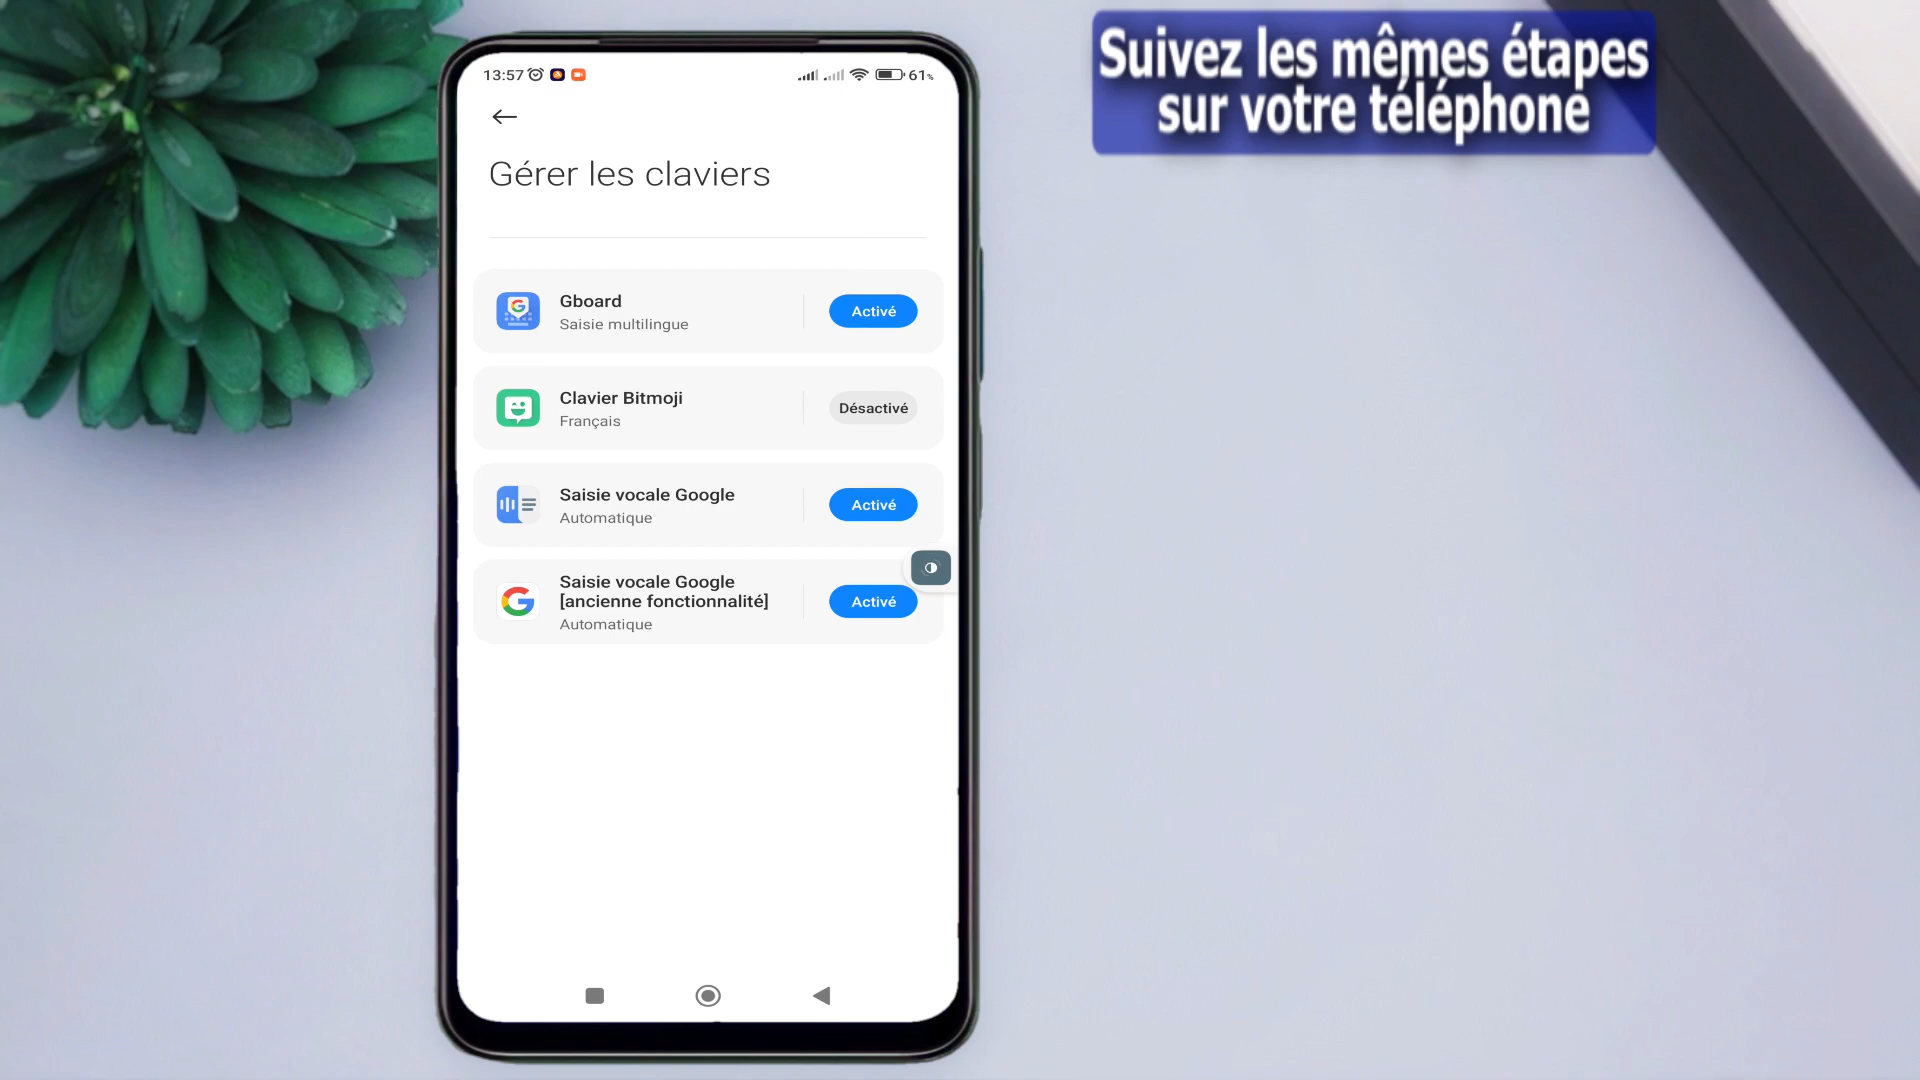 Suivez les mêmes étapes
sur votre téléphone
13:57
61%
Gérer les claviers
Gboard
Saisie multilingue
Activé
Clavier Bitmoji
Français
Désactivé
Saisie vocale Google
Automatique
Activé
Saisie vocale Google
[ancienne fonctionnalité]
Automatique
Activé